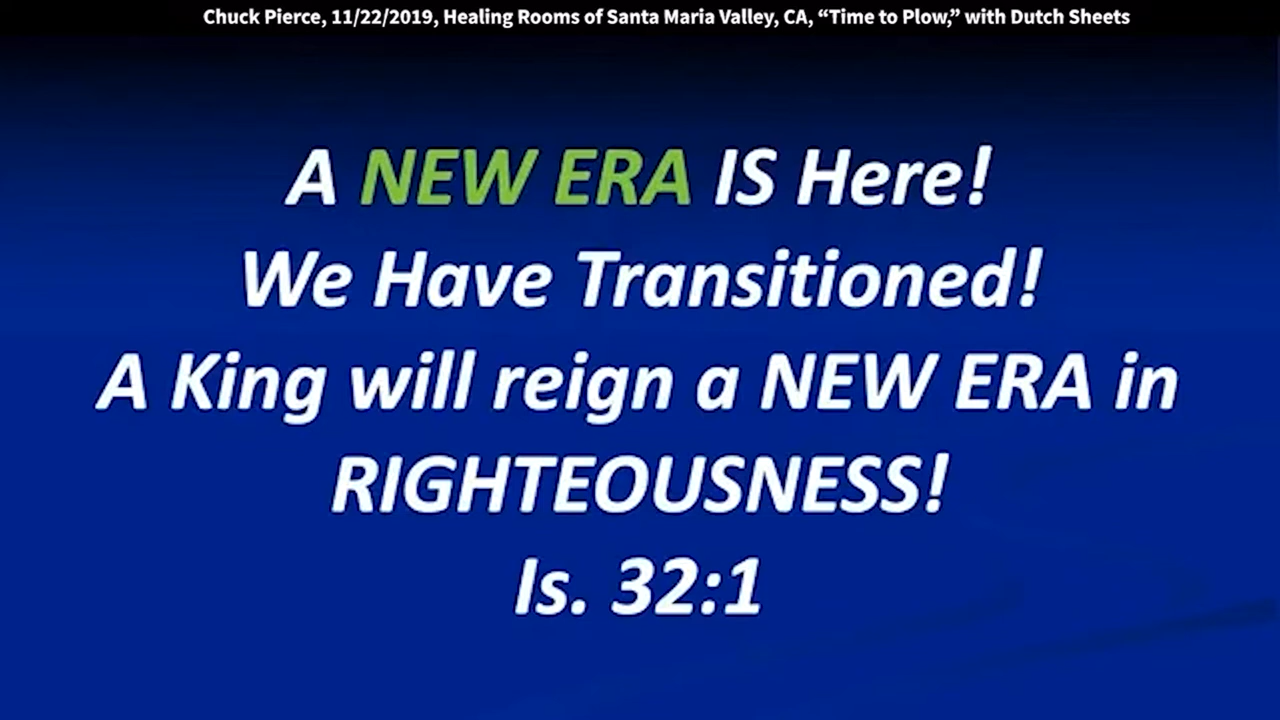 Chuck Pierce, 11/22/2019, Healing Rooms of Santa Maria Valley, CA, “Time to Plow,” with Dutch Sheets
A NEW ERA IS Here!
We Have Transitioned!
A King will reign a NEW ERA in
RIGHTEOUSNESS!
Is. 32:1